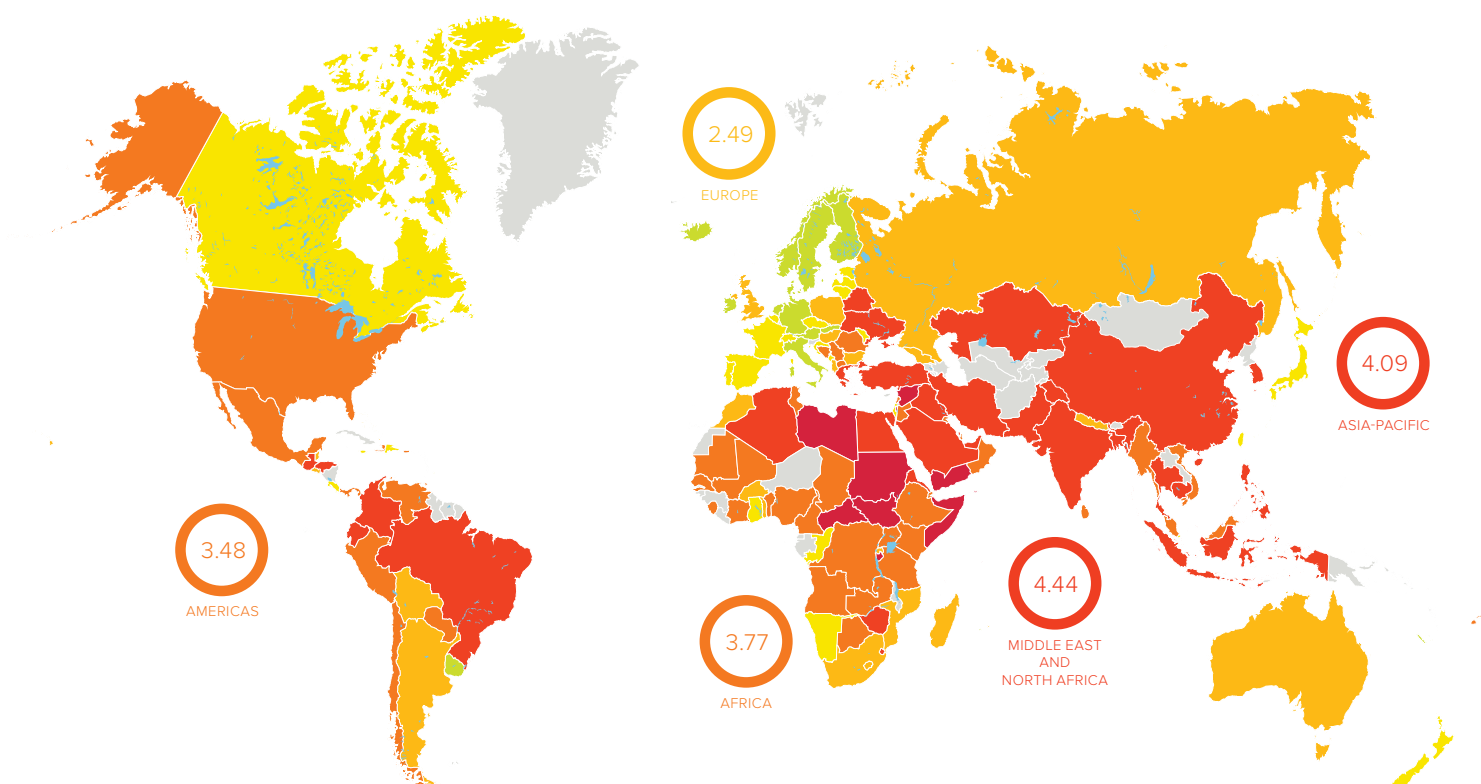 2.49
EUROPE
4.09
ASIA-PACIFIC
3.48
AMERICAS
4.44
MIDDLE EAST
AND
NORTH AFRICA
3.77
AFRICA